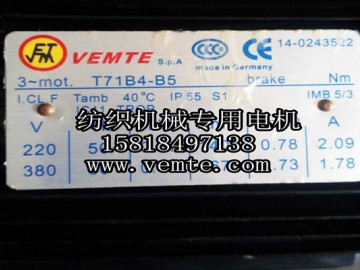 VEMTE S.p.A made in Germany 14-0243522
3~mot. T71B4-B5 brake Nm
I.CL.F Tamb 40℃ IP 55 S1 IMB 5/3
V A
纺织机械专用电机
220 0.78 2.09
15818497138
380 .73 1.78
www.vemte.com